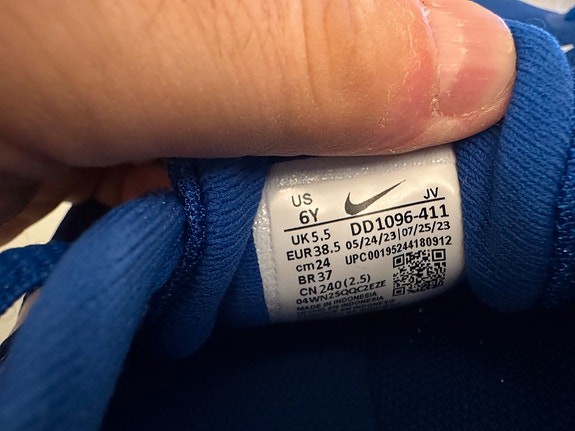 US JV
6Y DD1096-411
UK 5.5 05/24/23|07/25/23
EUR 38.5 UPC00195244180912
cm 24
BR 37
CN 240 (2.5)
04WN25QQC2EZE
MADE IN INDONESIA